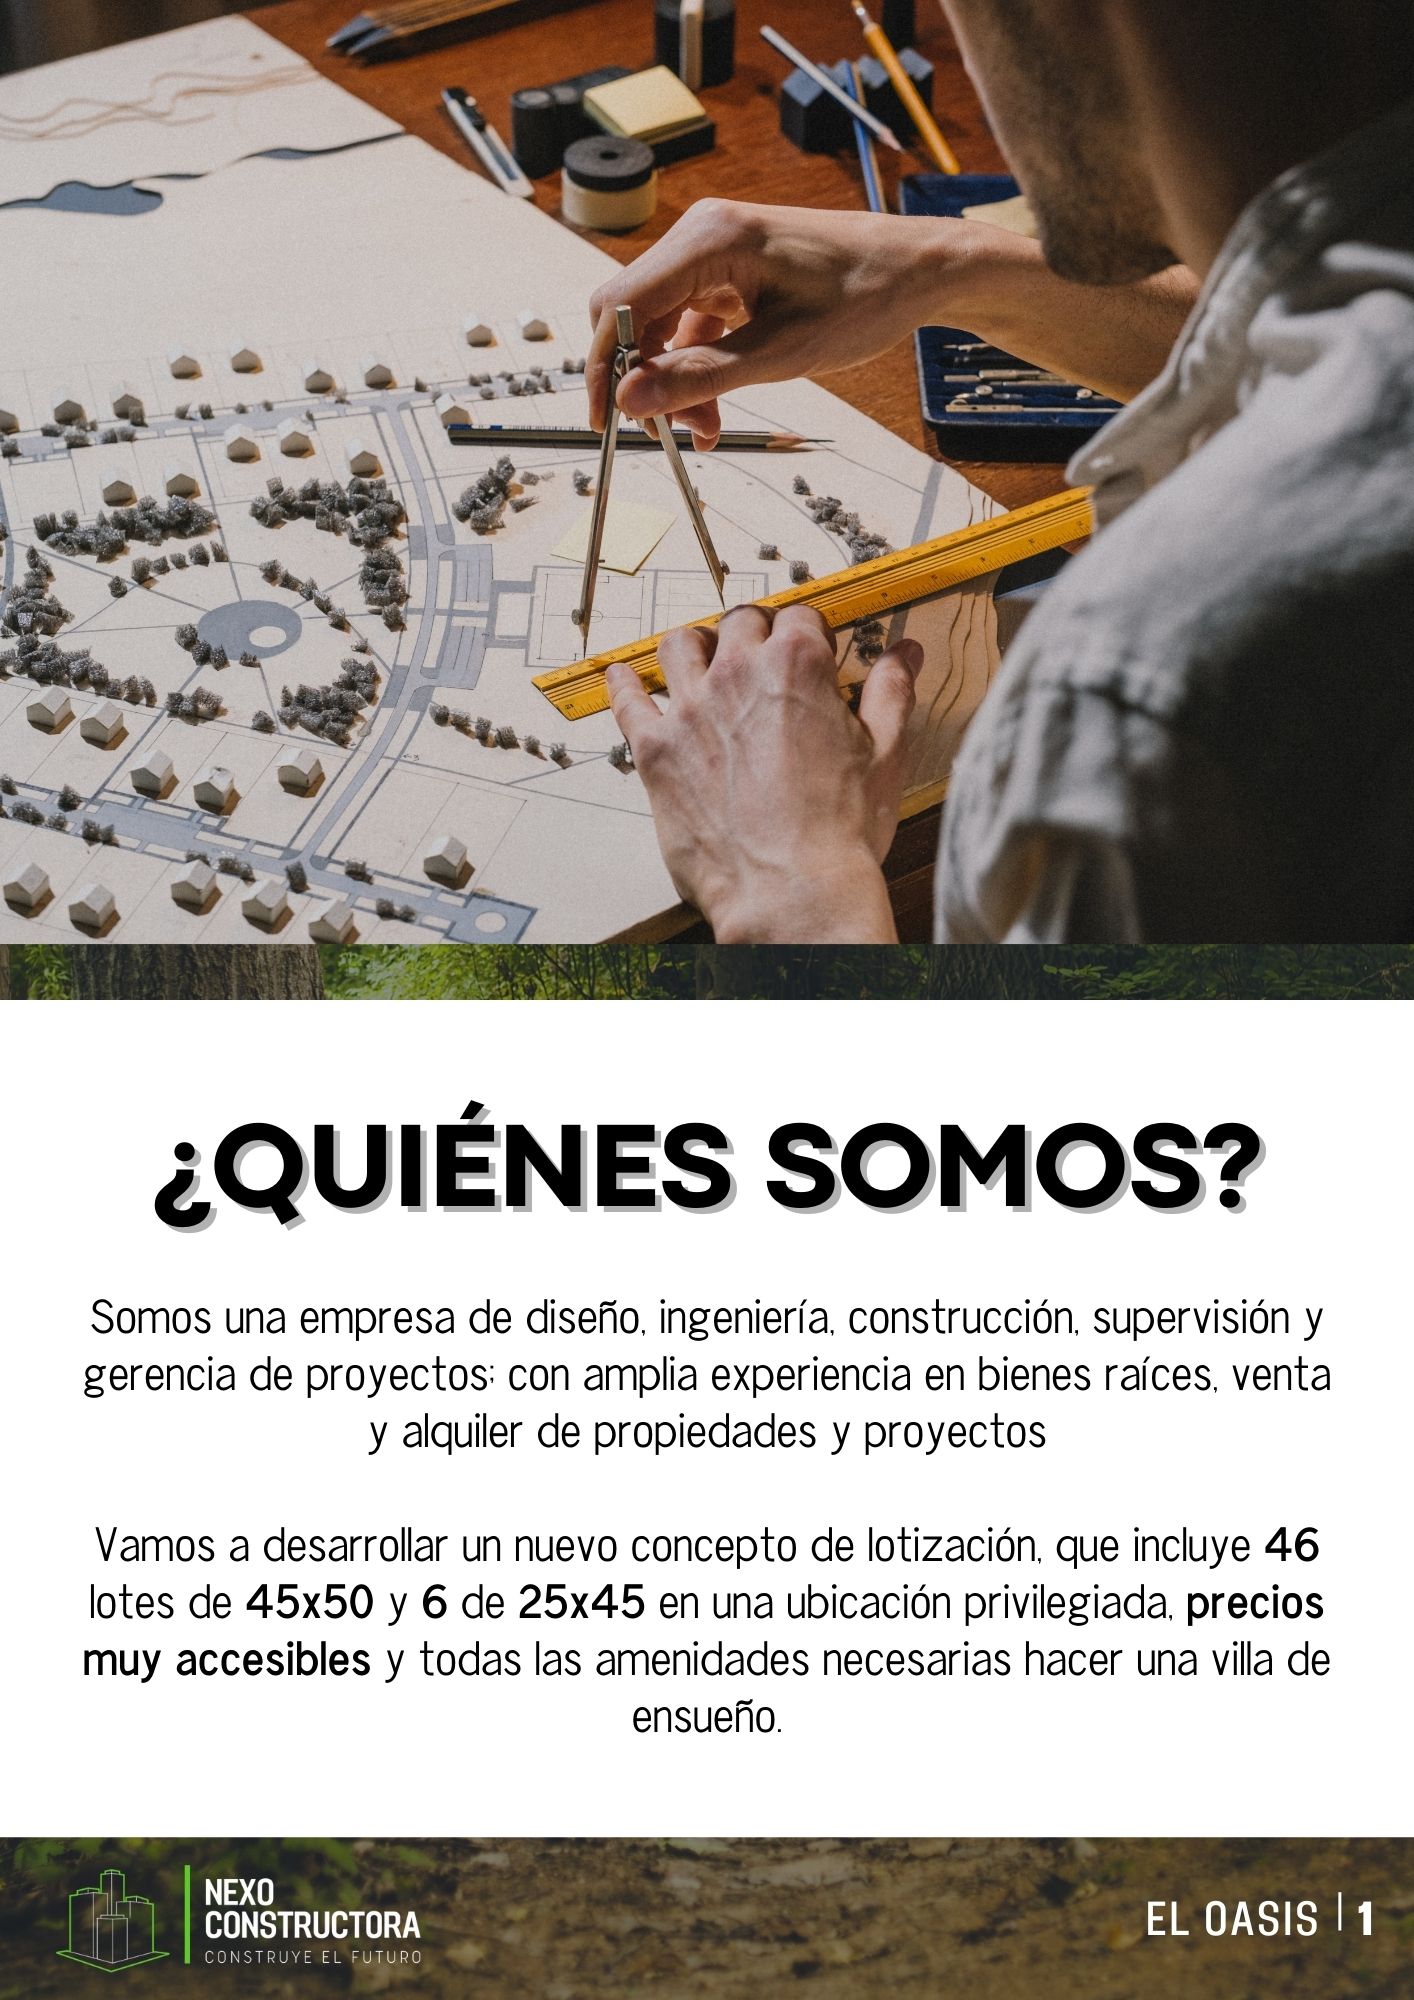 ¿QUIÉNES SOMOS?
Somos una empresa de diseño, ingeniería, construcción, supervisión y
gerencia de proyectos; con amplia experiencia en bienes raíces, venta
y alquiler de propiedades y proyectos
Vamos a desarrollar un nuevo concepto de lotización, que incluye 46
lotes de 45x50 y 6 de 25x45 en una ubicación privilegiada, precios
muy accesibles y todas las amenidades necesarias hacer una villa de
ensueño.
NEXO
CONSTRUCTORA
CONSTRUYE EL FUTURO
EL OASIS | 1